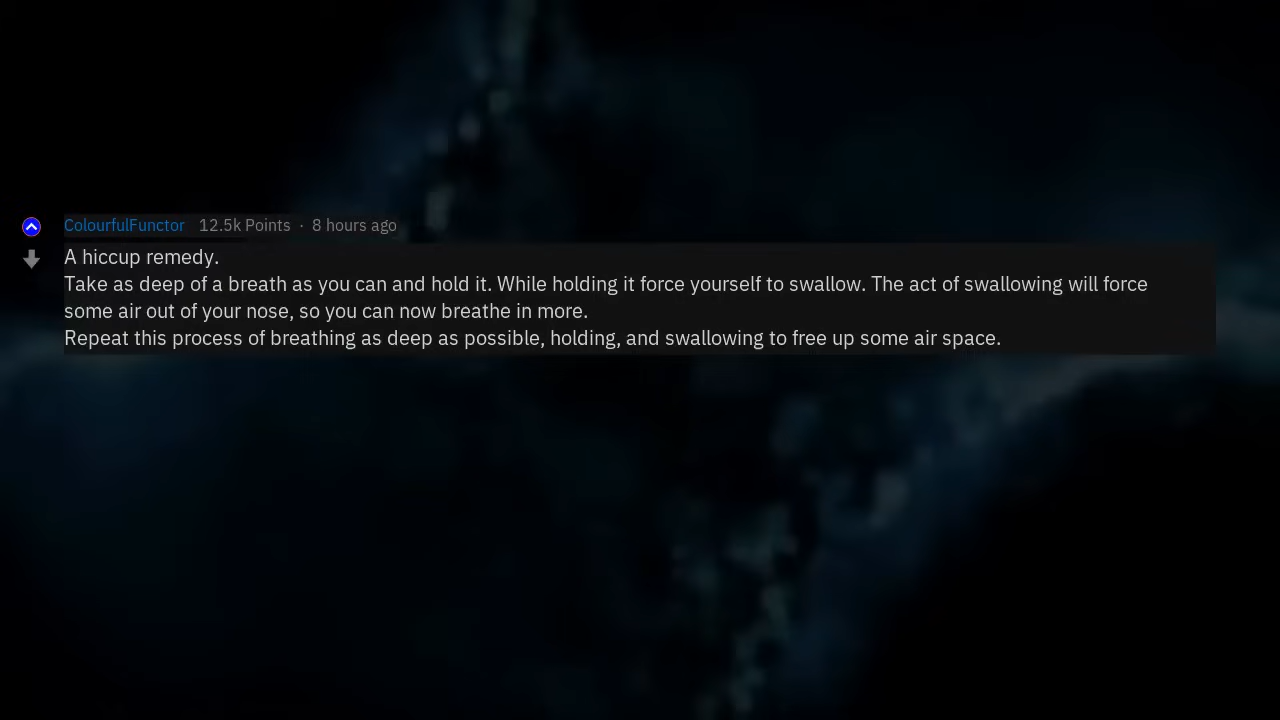 ColourfulFunctor 12.5k Points · 8 hours ago
A hiccup remedy.
Take as deep of a breath as you can and hold it. While holding it force yourself to swallow. The act of swallowing will force
some air out of your nose, so you can now breathe in more.
Repeat this process of breathing as deep as possible, holding, and swallowing to free up some air space.